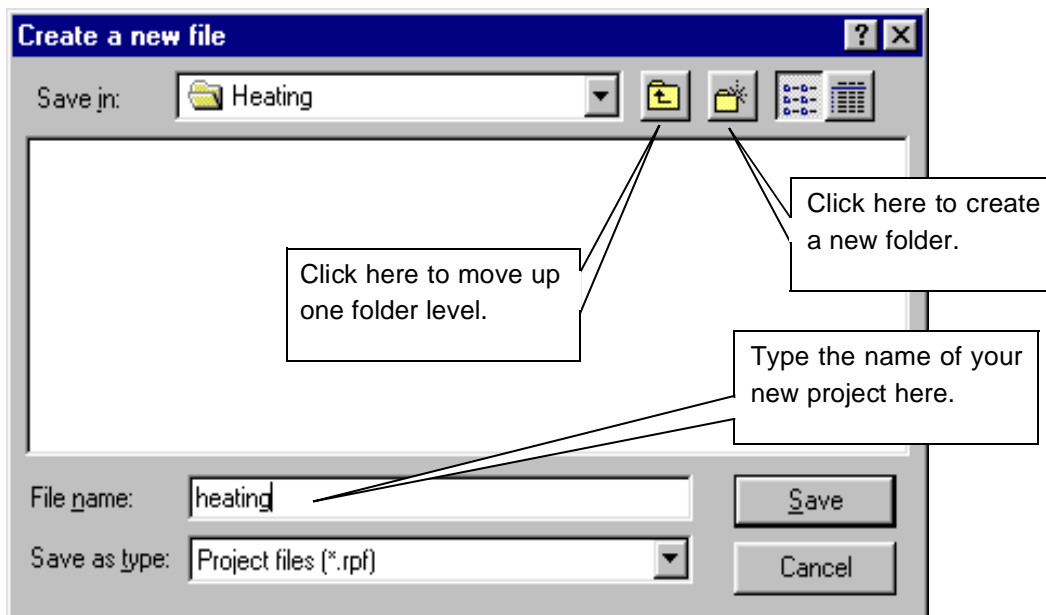 Create a new file
Save in:
Heating
Click here to create
a new folder.
Click here to move up
one folder level.
Type the name of your
new project here.
File name:
heating
Save
Save as type:
Project files (*.rpf)
Cancel